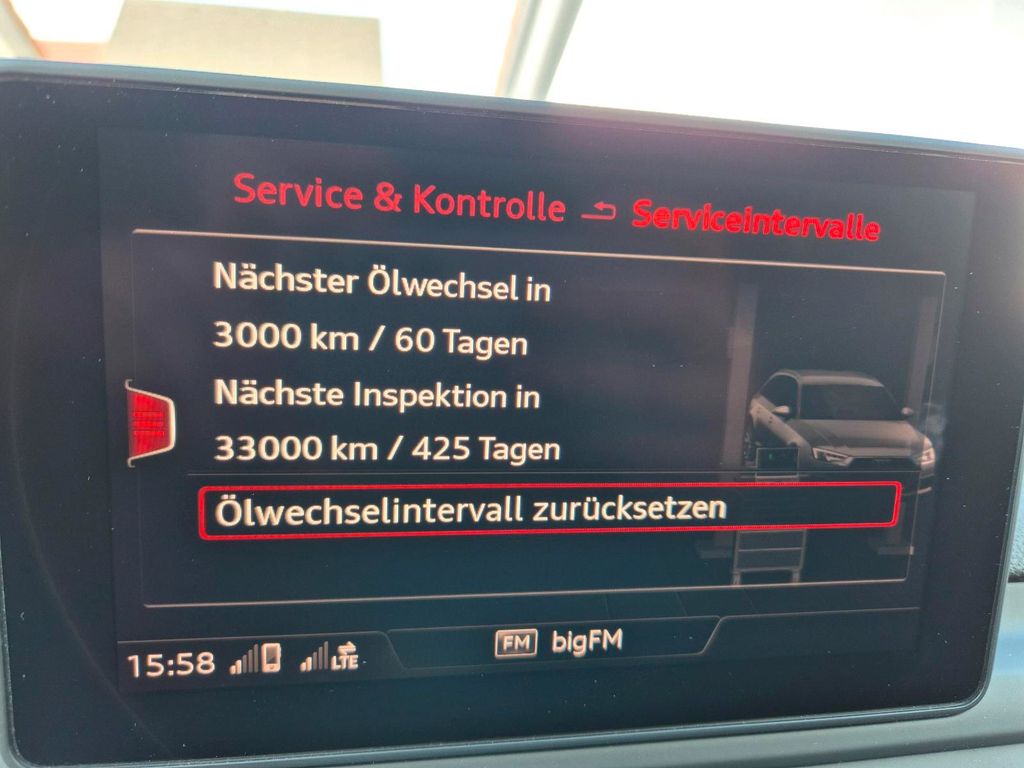 Service & Kontrolle Serviceintervalle
Nächster Ölwechsel in
3000 km / 60 Tagen
Nächste Inspektion in
33000 km / 425 Tagen
Ölwechselintervall zurücksetzen
15:58 LTE FM bigFM